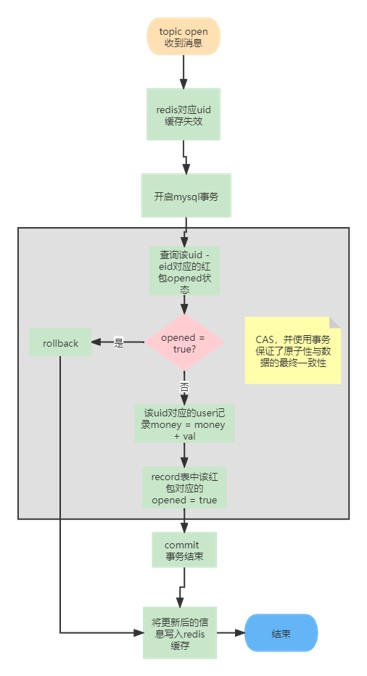 topic open
收到消息
redis对应uid
缓存失效
开启mysql事务
查询该uid -
eid对应的红
包opened状
态
opened =
true?
是
rollback
CAS，并使用事务
保证了原子性与数
据的最终一致性
否
该uid对应的user记
录money = money
+ val
record表中该红
包对应的
opened = true
commIt
事务结束
将更新后的信
息写入redis
缓存
结束